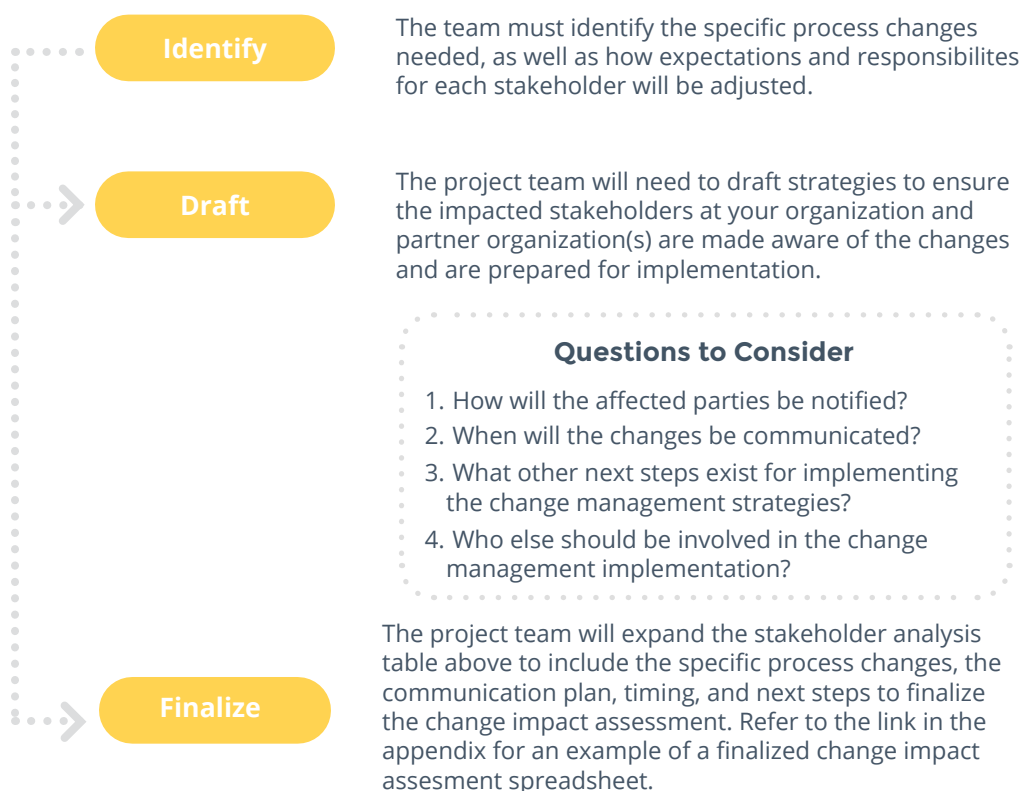 Identify
The team must identify the specific process changes
needed, as well as how expectations and responsibilites
for each stakeholder will be adjusted.
Draft
The project team will need to draft strategies to ensure
the impacted stakeholders at your organization and
partner organization(s) are made aware of the changes
and are prepared for implementation.
Questions to Consider
1. How will the affected parties be notified?
2. When will the changes be communicated?
3. What other next steps exist for implementing
the change management strategies?
4. Who else should be involved in the change
management implementation?
Finalize
The project team will expand the stakeholder analysis
table above to include the specific process changes, the
communication plan, timing, and next steps to finalize
the change impact assessment. Refer to the link in the
appendix for an example of a finalized change impact
assesment spreadsheet.